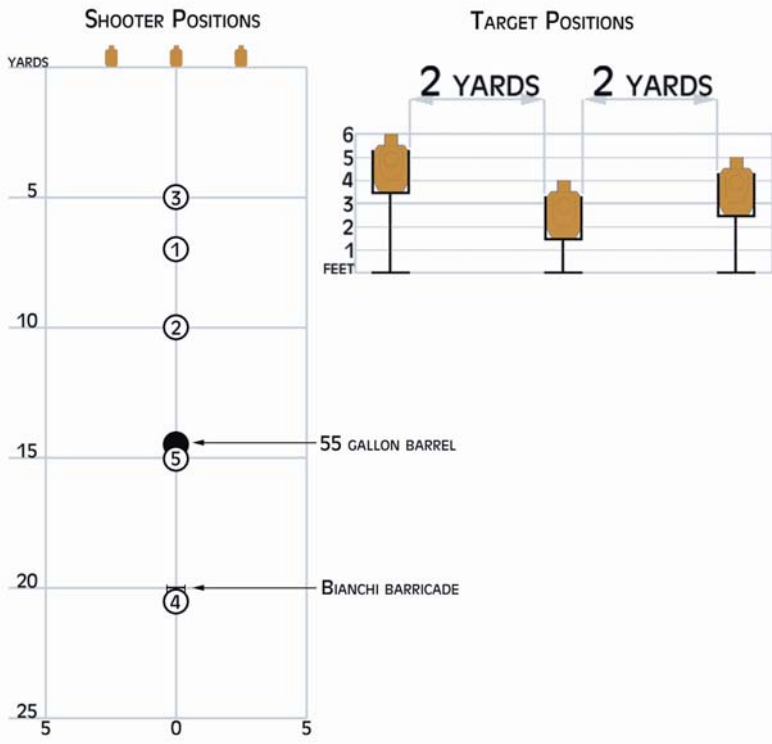 Shooter Positions
YARDS
5
3
1
10
2
55 GALLON BARREL
15
5
20
BIANCHI BARRICADE
4
25
5
0
5
Target Positions
2 YARDS
2 YARDS
6
5
4
3
2
1
FEET